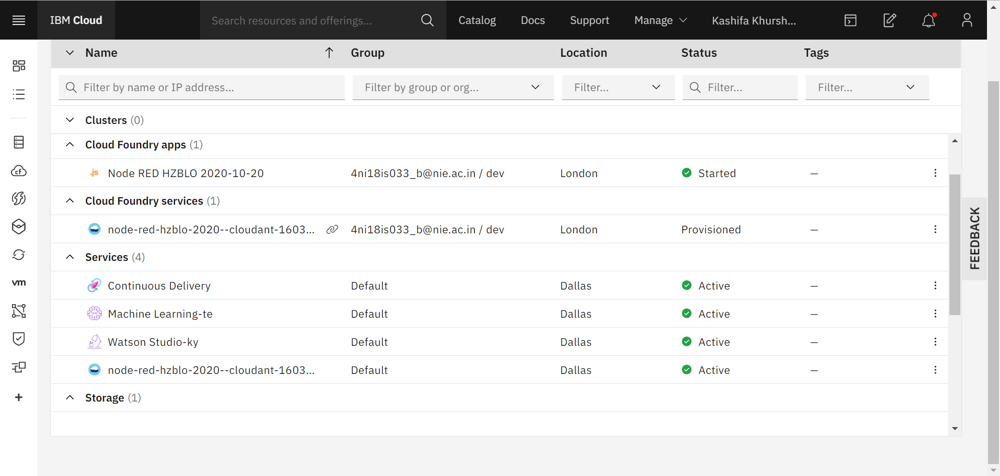 IBM Cloud Search resources and offerings... Catalog Docs Support Manage Kashifa Khursh...
Name Group Location Status Tags
Filter by name or IP address... Filter by group or org... Filter... Filter... Filter...
Clusters (0)
Cloud Foundry apps (1)
.js Node RED HZBLO 2020-10-20 4ni18is033_b@nie.ac.in / dev London Started –
Cloud Foundry services (1)
node-red-hzblo-2020--cloudant-1603... 4ni18is033_b@nie.ac.in / dev London Provisioned –
Services (4)
Continuous Delivery Default Dallas Active –
Machine Learning-te Default Dallas Active –
Watson Studio-ky Default Dallas Active –
node-red-hzblo-2020--cloudant-1603... Default Dallas Active –
Storage (1)
cf
vm
FEEDBACK